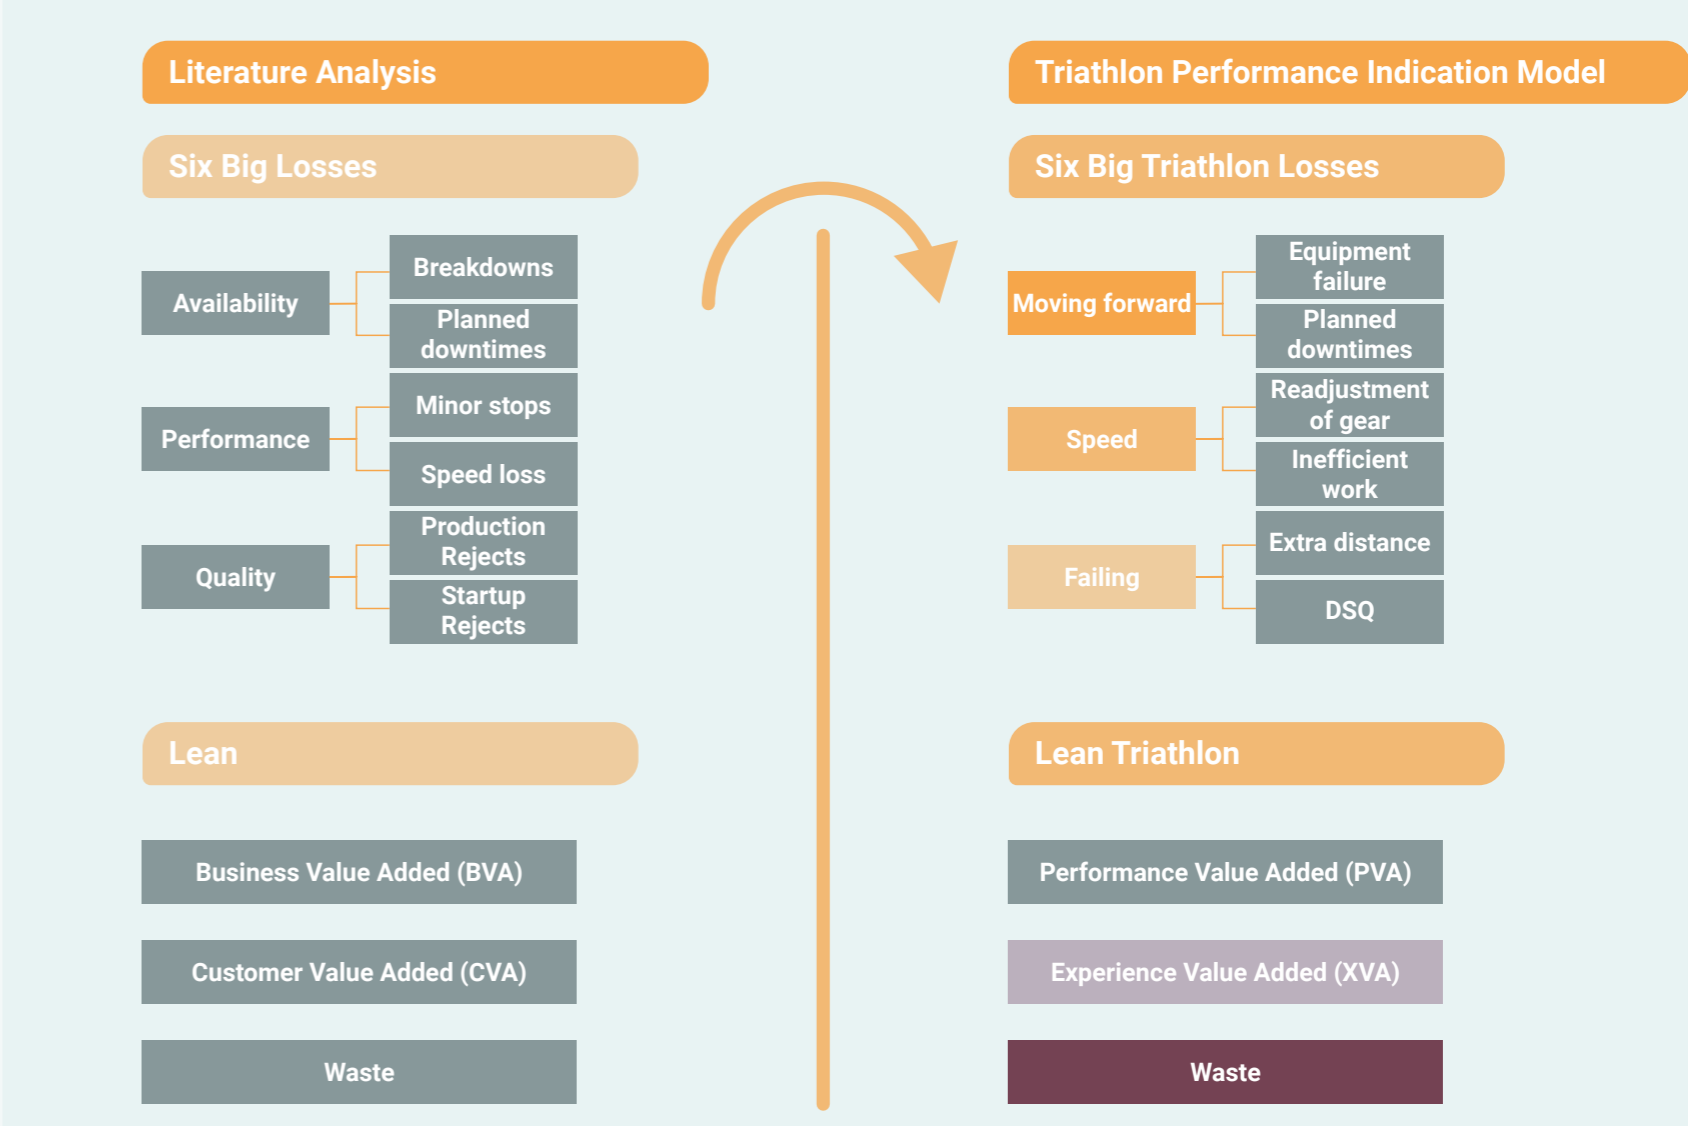 Literature Analysis
Six Big Losses
Availability
Breakdowns
Planned
downtimes
Performance
Minor stops
Speed loss
Quality
Production
Rejects
Startup
Rejects
Lean
Business Value Added (BVA)
Customer Value Added (CVA)
Waste
Triathlon Performance Indication Model
Six Big Triathlon Losses
Moving forward
Equipment
failure
Planned
downtimes
Speed
Readjustment
of gear
Inefficient
work
Failing
Extra distance
DSQ
Lean Triathlon
Performance Value Added (PVA)
Experience Value Added (XVA)
Waste